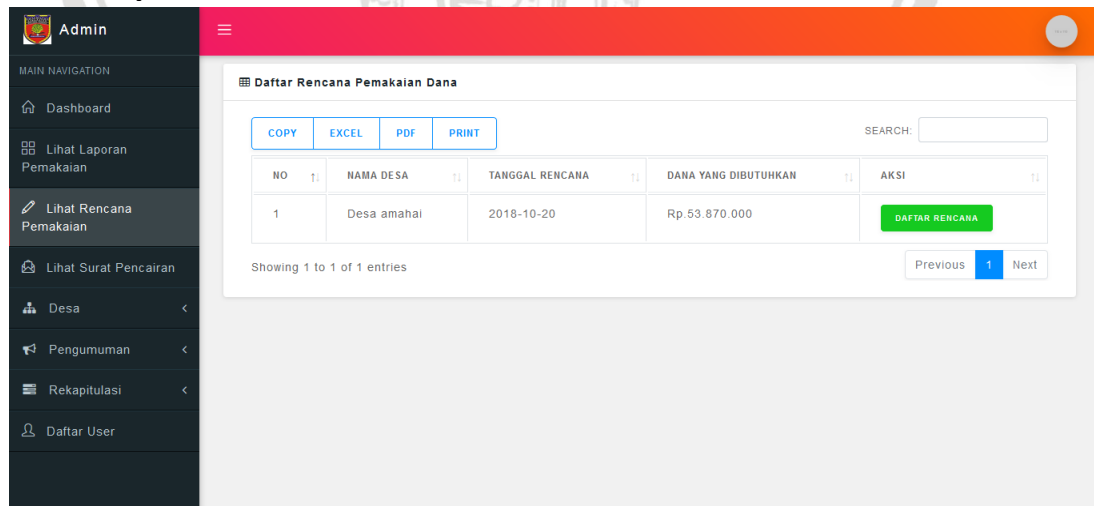 Admin
MAIN NAVIGATION
Dashboard
Lihat Laporan
Pemakaian
Lihat Rencana
Pemakaian
Lihat Surat Pencairan
Desa
Pengumuman
Rekapitulasi
Daftar User
Daftar Rencana Pemakaian Dana
COPY EXCEL PDF PRINT SEARCH:
NO NAMA DESA TANGGAL RENCANA DANA YANG DIBUTUHKAN AKSI
1 Desa amahai 2018-10-20 Rp.53.870.000 DAFTAR RENCANA
Showing 1 to 1 of 1 entries Previous 1 Next